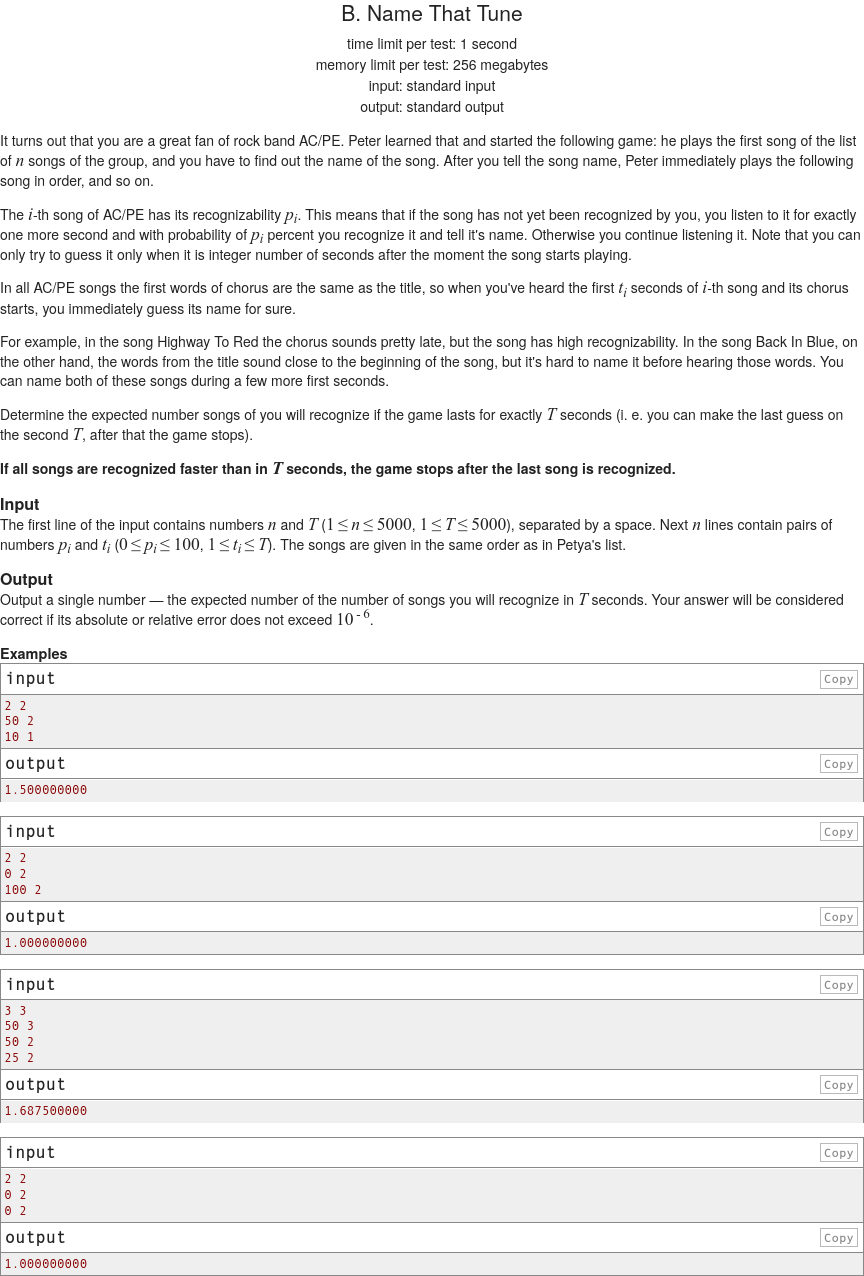 B. Name That Tune
time limit per test: 1 second
memory limit per test: 256 megabytes
input: standard input
output: standard output
It turns out that you are a great fan of rock band AC/PE. Peter learned that and started the following game: he plays the first song of the list
of n songs of the group, and you have to find out the name of the song. After you tell the song name, Peter immediately plays the following
song in order, and so on.
The i-th song of AC/PE has its recognizability p_i. This means that if the song has not yet been recognized by you, you listen to it for exactly
one more second and with probability of p_i percent you recognize it and tell it's name. Otherwise you continue listening it. Note that you can
only try to guess it only when it is integer number of seconds after the moment the song starts playing.
In all AC/PE songs the first words of chorus are the same as the title, so when you've heard the first t_i seconds of i-th song and its chorus
starts, you immediately guess its name for sure.
For example, in the song Highway To Red the chorus sounds pretty late, but the song has high recognizability. In the song Back In Blue, on
the other hand, the words from the title sound close to the beginning of the song, but it's hard to name it before hearing those words. You
can name both of these songs during a few more first seconds.
Determine the expected number songs of you will recognize if the game lasts for exactly T seconds (i. e. you can make the last guess on
the second T, after that the game stops).
If all songs are recognized faster than in T seconds, the game stops after the last song is recognized.
Input
The first line of the input contains numbers n and T (1 ≤ n ≤ 5000, 1 ≤ T ≤ 5000), separated by a space. Next n lines contain pairs of
numbers p_i and t_i (0 ≤ p_i ≤ 100, 1 ≤ t_i ≤ T). The songs are given in the same order as in Petya's list.
Output
Output a single number — the expected number of the number of songs you will recognize in T seconds. Your answer will be considered
correct if its absolute or relative error does not exceed 10^-6.
Examples
input Copy
2 2
50 2
10 1
output Copy
1.500000000
input Copy
2 2
0 2
100 2
output Copy
1.000000000
input Copy
3 3
50 3
50 2
25 2
output Copy
1.687500000
input Copy
2 2
0 2
0 2
output Copy
1.000000000